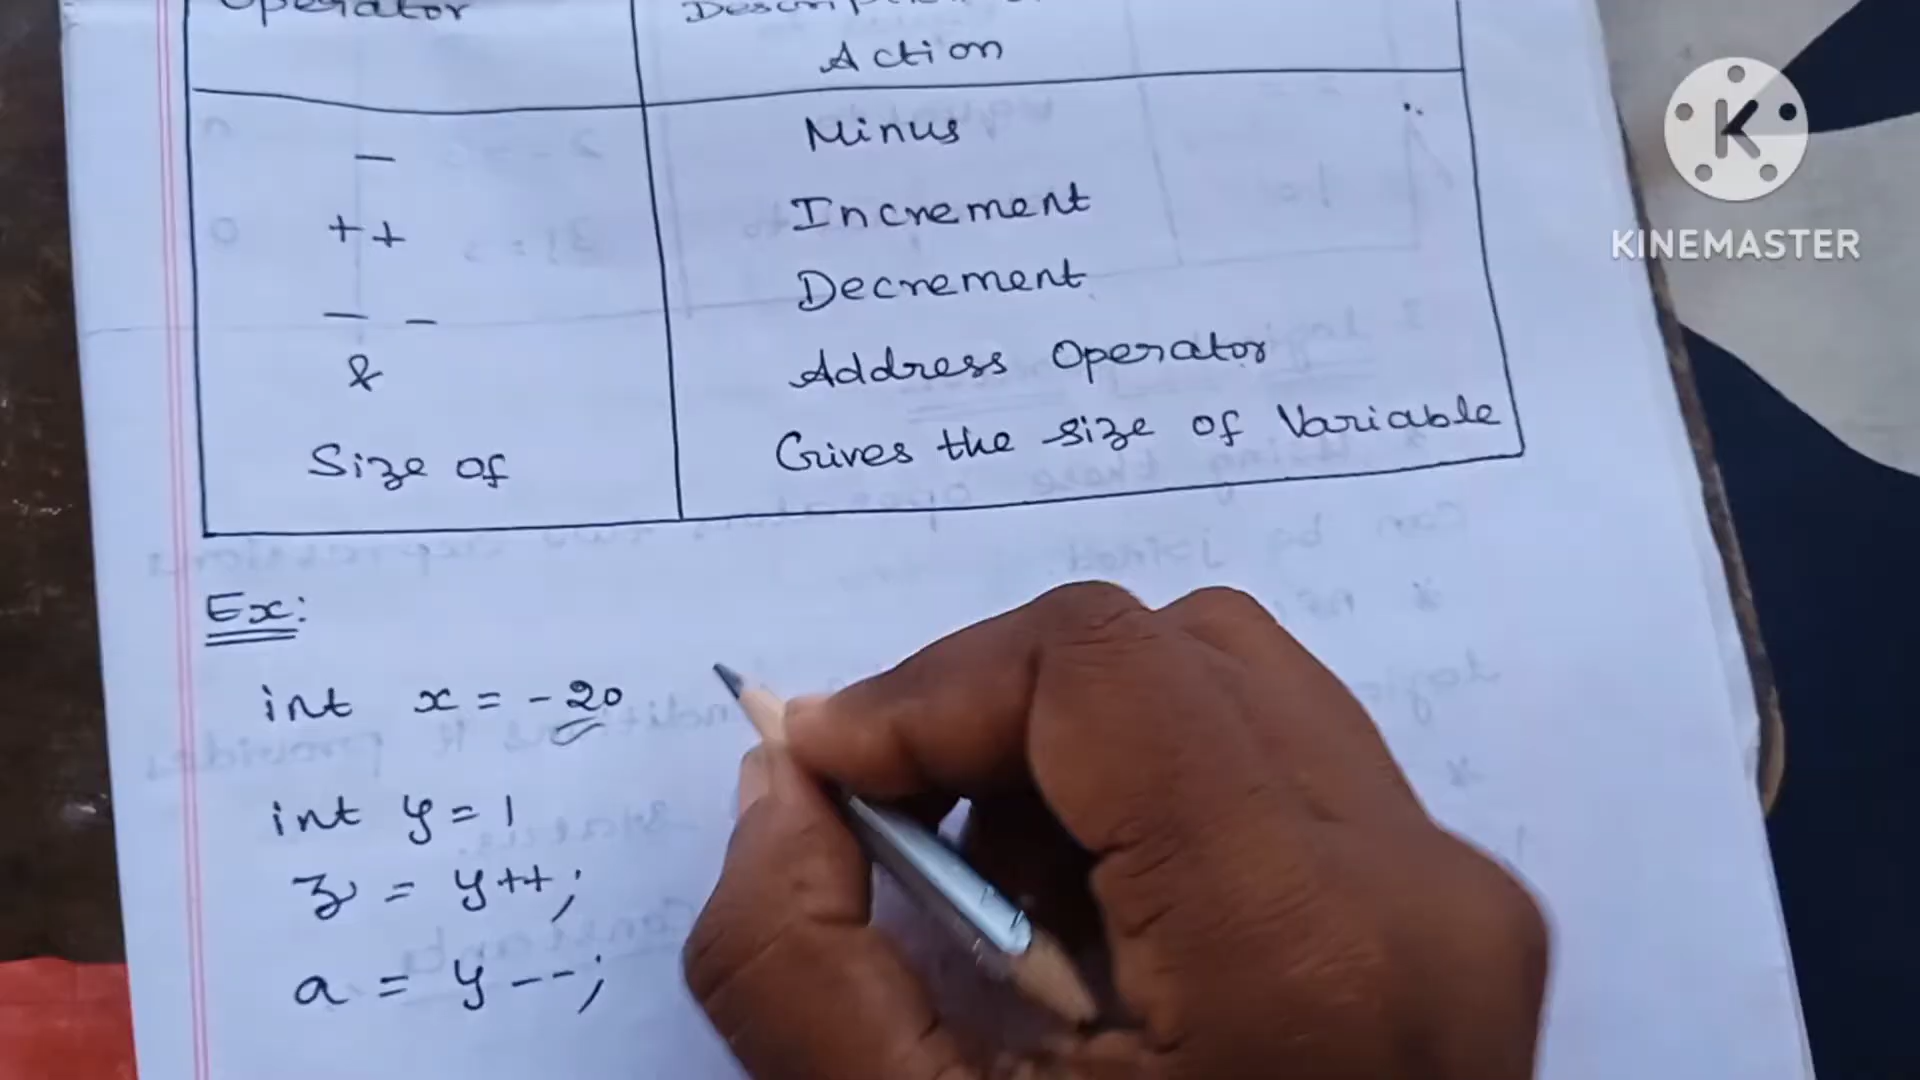 Operator
Action
Minus
-
++
Increment
--
Decrement
&
Address Operator
Size of
Gives the size of Variable
Ex:
int x = -20
int y = 1
z = y++;
a = y--;
KINEMASTER